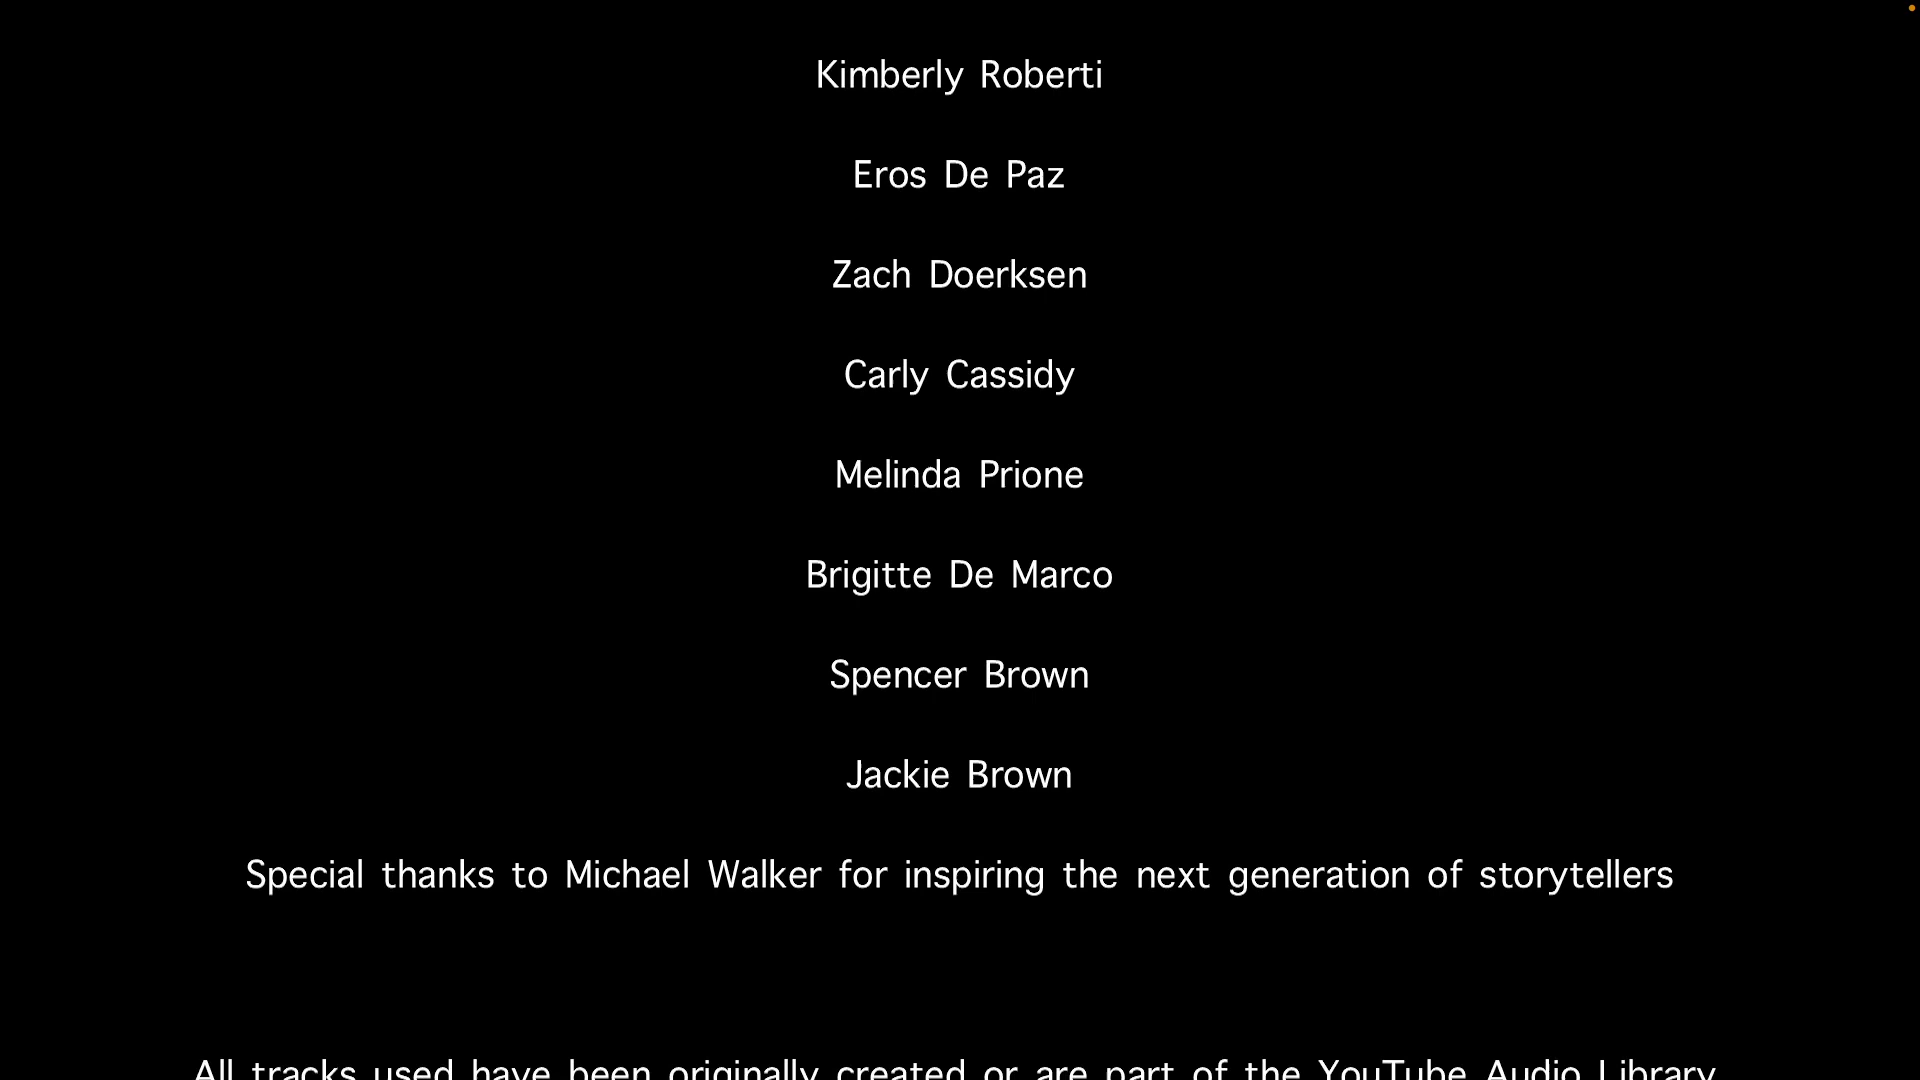 Kimberly Roberti
Eros De Paz
Zach Doerksen
Carly Cassidy
Melinda Prione
Brigitte De Marco
Spencer Brown
Jackie Brown
Special thanks to Michael Walker for inspiring the next generation of storytellers
All tracks used have been originally created or are part of the YouTube Audio Library